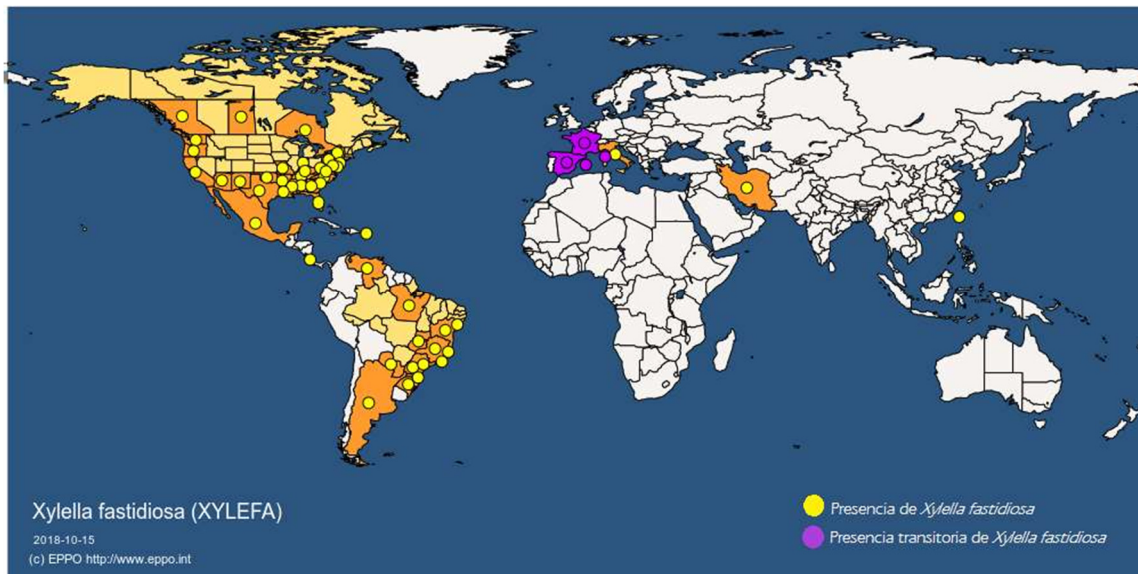 Xylella fastidiosa (XYLEFA)
2018-10-15
(c) EPPO http://www.eppo.int
Presencia de Xylella fastidiosa
Presencia transitoria de Xylella fastidiosa